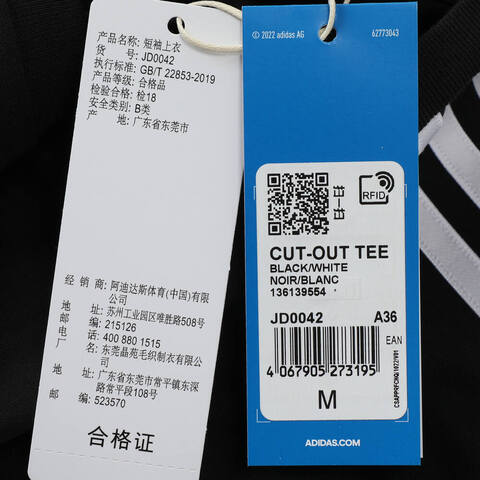 产品名称: 短袖上衣
货 号: JD0042
执行标准: GB/T 22853-2019
产品等级: 合格品
检验合格: 检18
安全类别: B类
产 地: 广东省东莞市
经 销 商: 阿迪达斯体育(中国)有限
公司
地 址: 苏州工业园区唯胜路508号
邮 编: 215126
电 话: 400 880 1515
厂 名: 东莞晶苑毛织制衣有限公
司
地 址: 广东省东莞市常平镇东深
路常平段108号
邮 编: 523570
合格证
© 2022 adidas AG
62773043
RFID
CUT-OUT TEE
BLACK/WHITE
NOIR/BLANC
136139554
JD0042
A36
EAN
4 067905 273195
M
ADIDAS.COM